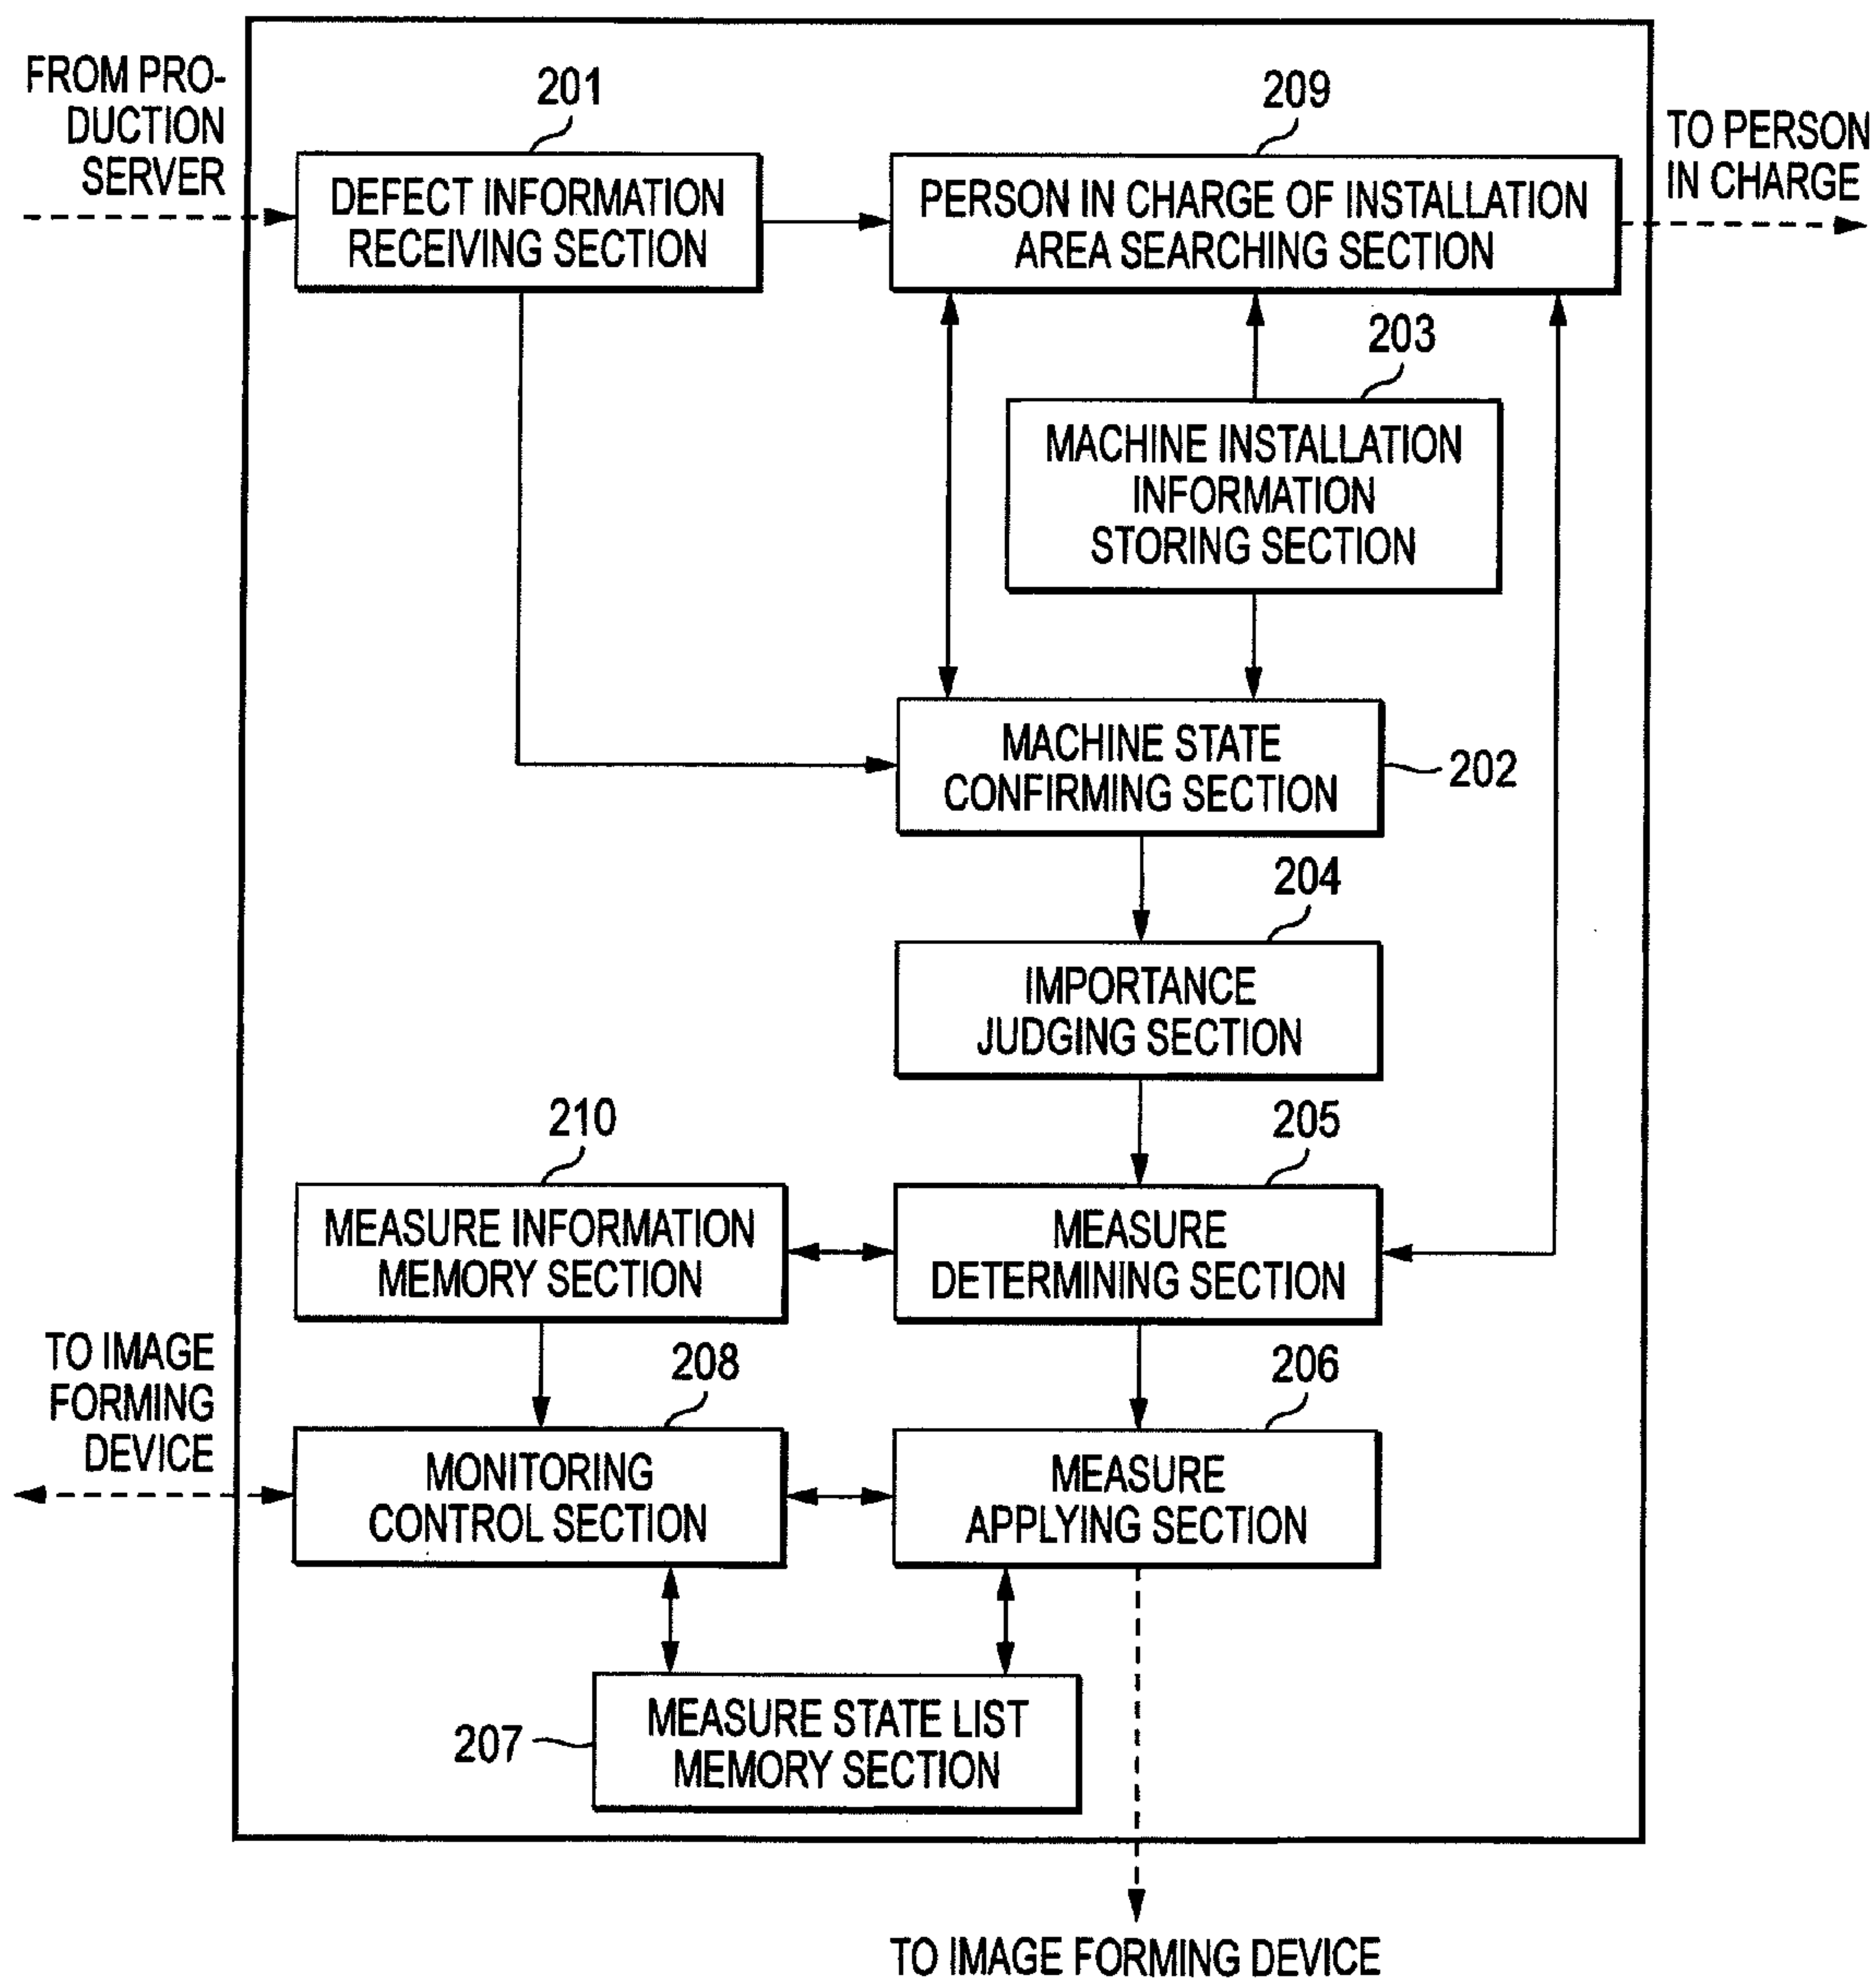 FROM PRO-
DUCTION
SERVER
201
DEFECT INFORMATION
RECEIVING SECTION
209
PERSON IN CHARGE OF INSTALLATION
AREA SEARCHING SECTION
TO PERSON
IN CHARGE
203
MACHINE INSTALLATION
INFORMATION
STORING SECTION
MACHINE STATE
CONFIRMING SECTION
202
204
IMPORTANCE
JUDGING SECTION
210
MEASURE INFORMATION
MEMORY SECTION
205
MEASURE
DETERMINING SECTION
TO IMAGE
FORMING
DEVICE
208
MONITORING
CONTROL SECTION
206
MEASURE
APPLYING SECTION
207
MEASURE STATE LIST
MEMORY SECTION
TO IMAGE FORMING DEVICE